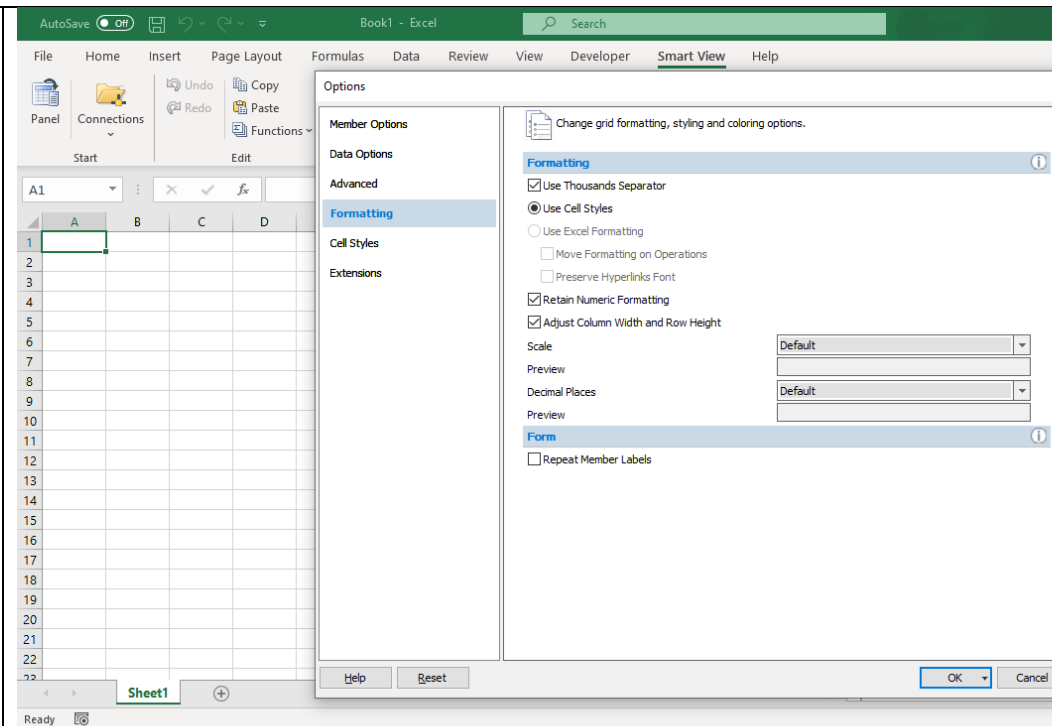 AutoSave Off Book1 - Excel Search
File Home Insert Page Layout Formulas Data Review View Developer Smart View Help
Panel Connections Undo Redo Copy Paste Functions
Start Edit
A1 fx
A B C D
1
2
3
4
5
6
7
8
9
10
11
12
13
14
15
16
17
18
19
20
21
22
23
Options
Member Options
Data Options
Advanced
Formatting
Cell Styles
Extensions
Change grid formatting, styling and coloring options.
Formatting
Use Thousands Separator
Use Cell Styles
Use Excel Formatting
Move Formatting on Operations
Preserve Hyperlinks Font
Retain Numeric Formatting
Adjust Column Width and Row Height
Scale Default
Preview
Decimal Places Default
Preview
Form
Repeat Member Labels
Help Reset OK Cancel
Sheet1
Ready